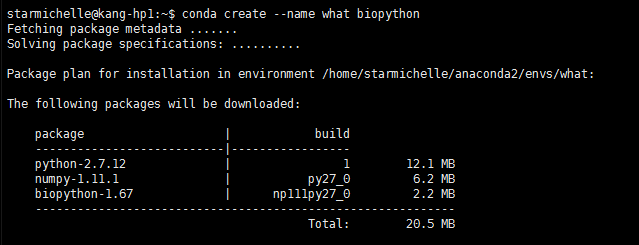 starmichelle@kang-hp1:~$ conda create --name what biopython
Fetching package metadata .......
Solving package specifications: ..........
Package plan for installation in environment /home/starmichelle/anaconda2/envs/what:
The following packages will be downloaded:
package | build
---------------------------|-----------------
python-2.7.12 | 1 12.1 MB
numpy-1.11.1 | py27_0 6.2 MB
biopython-1.67 | np111py27_0 2.2 MB
------------------------------------------------------------
Total: 20.5 MB